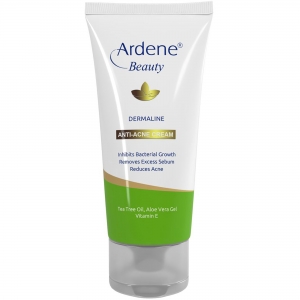 Ardene®
Beauty
DERMALINE
ANTI-ACNE CREAM
Inhibits Bacterial Growth
Removes Excess Sebum
Reduces Acne
Tea Tree Oil, Aloe Vera Gel
Vitamin E